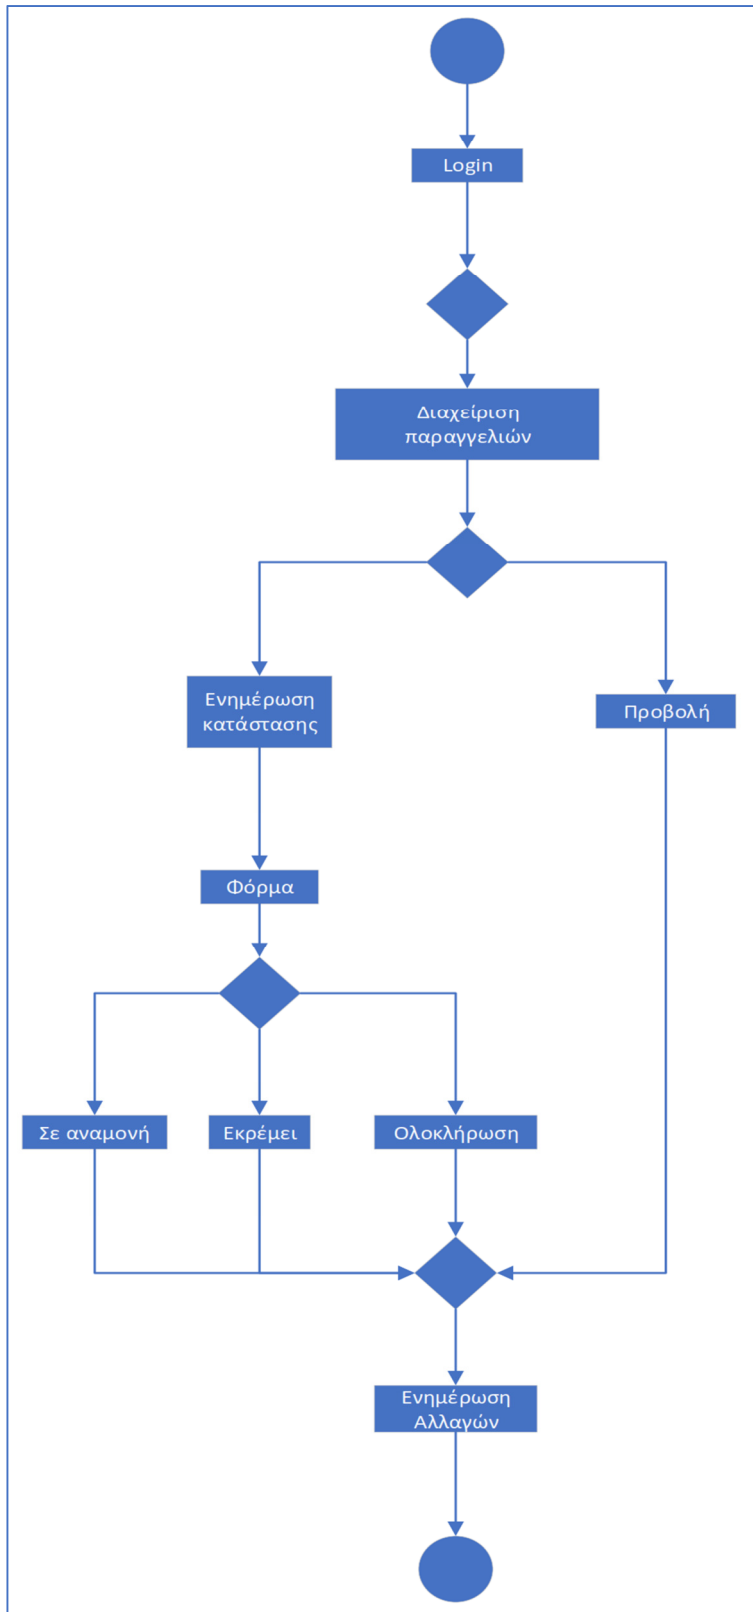 Login
Διαχείριση
παραγγελιών
Ενημέρωση
κατάστασης
Προβολή
Φόρμα
Σε αναμονή
Εκρέμει
Ολοκλήρωση
Ενημέρωση
Αλλαγών